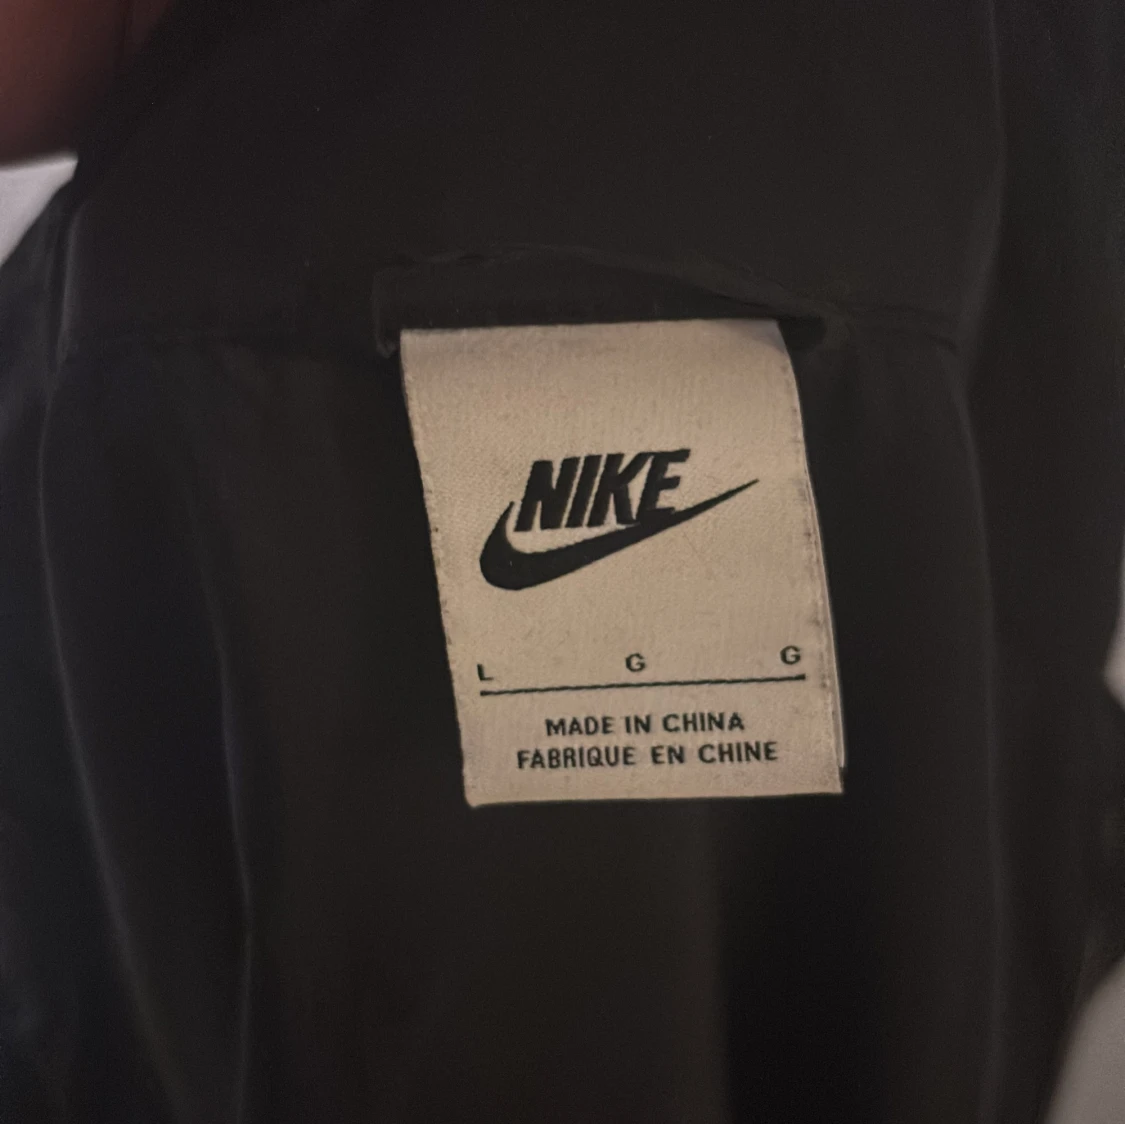 NIKE
L G G
MADE IN CHINA
FABRIQUE EN CHINE